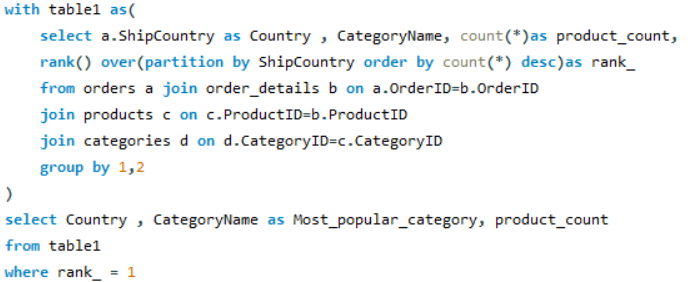 with table1 as(
select a.ShipCountry as Country , CategoryName, count(*)as product_count,
rank() over(partition by ShipCountry order by count(*) desc)as rank_
from orders a join order_details b on a.OrderID=b.OrderID
join products c on c.ProductID=b.ProductID
join categories d on d.CategoryID=c.CategoryID
group by 1,2
)
select Country , CategoryName as Most_popular_category, product_count
from table1
where rank_ = 1